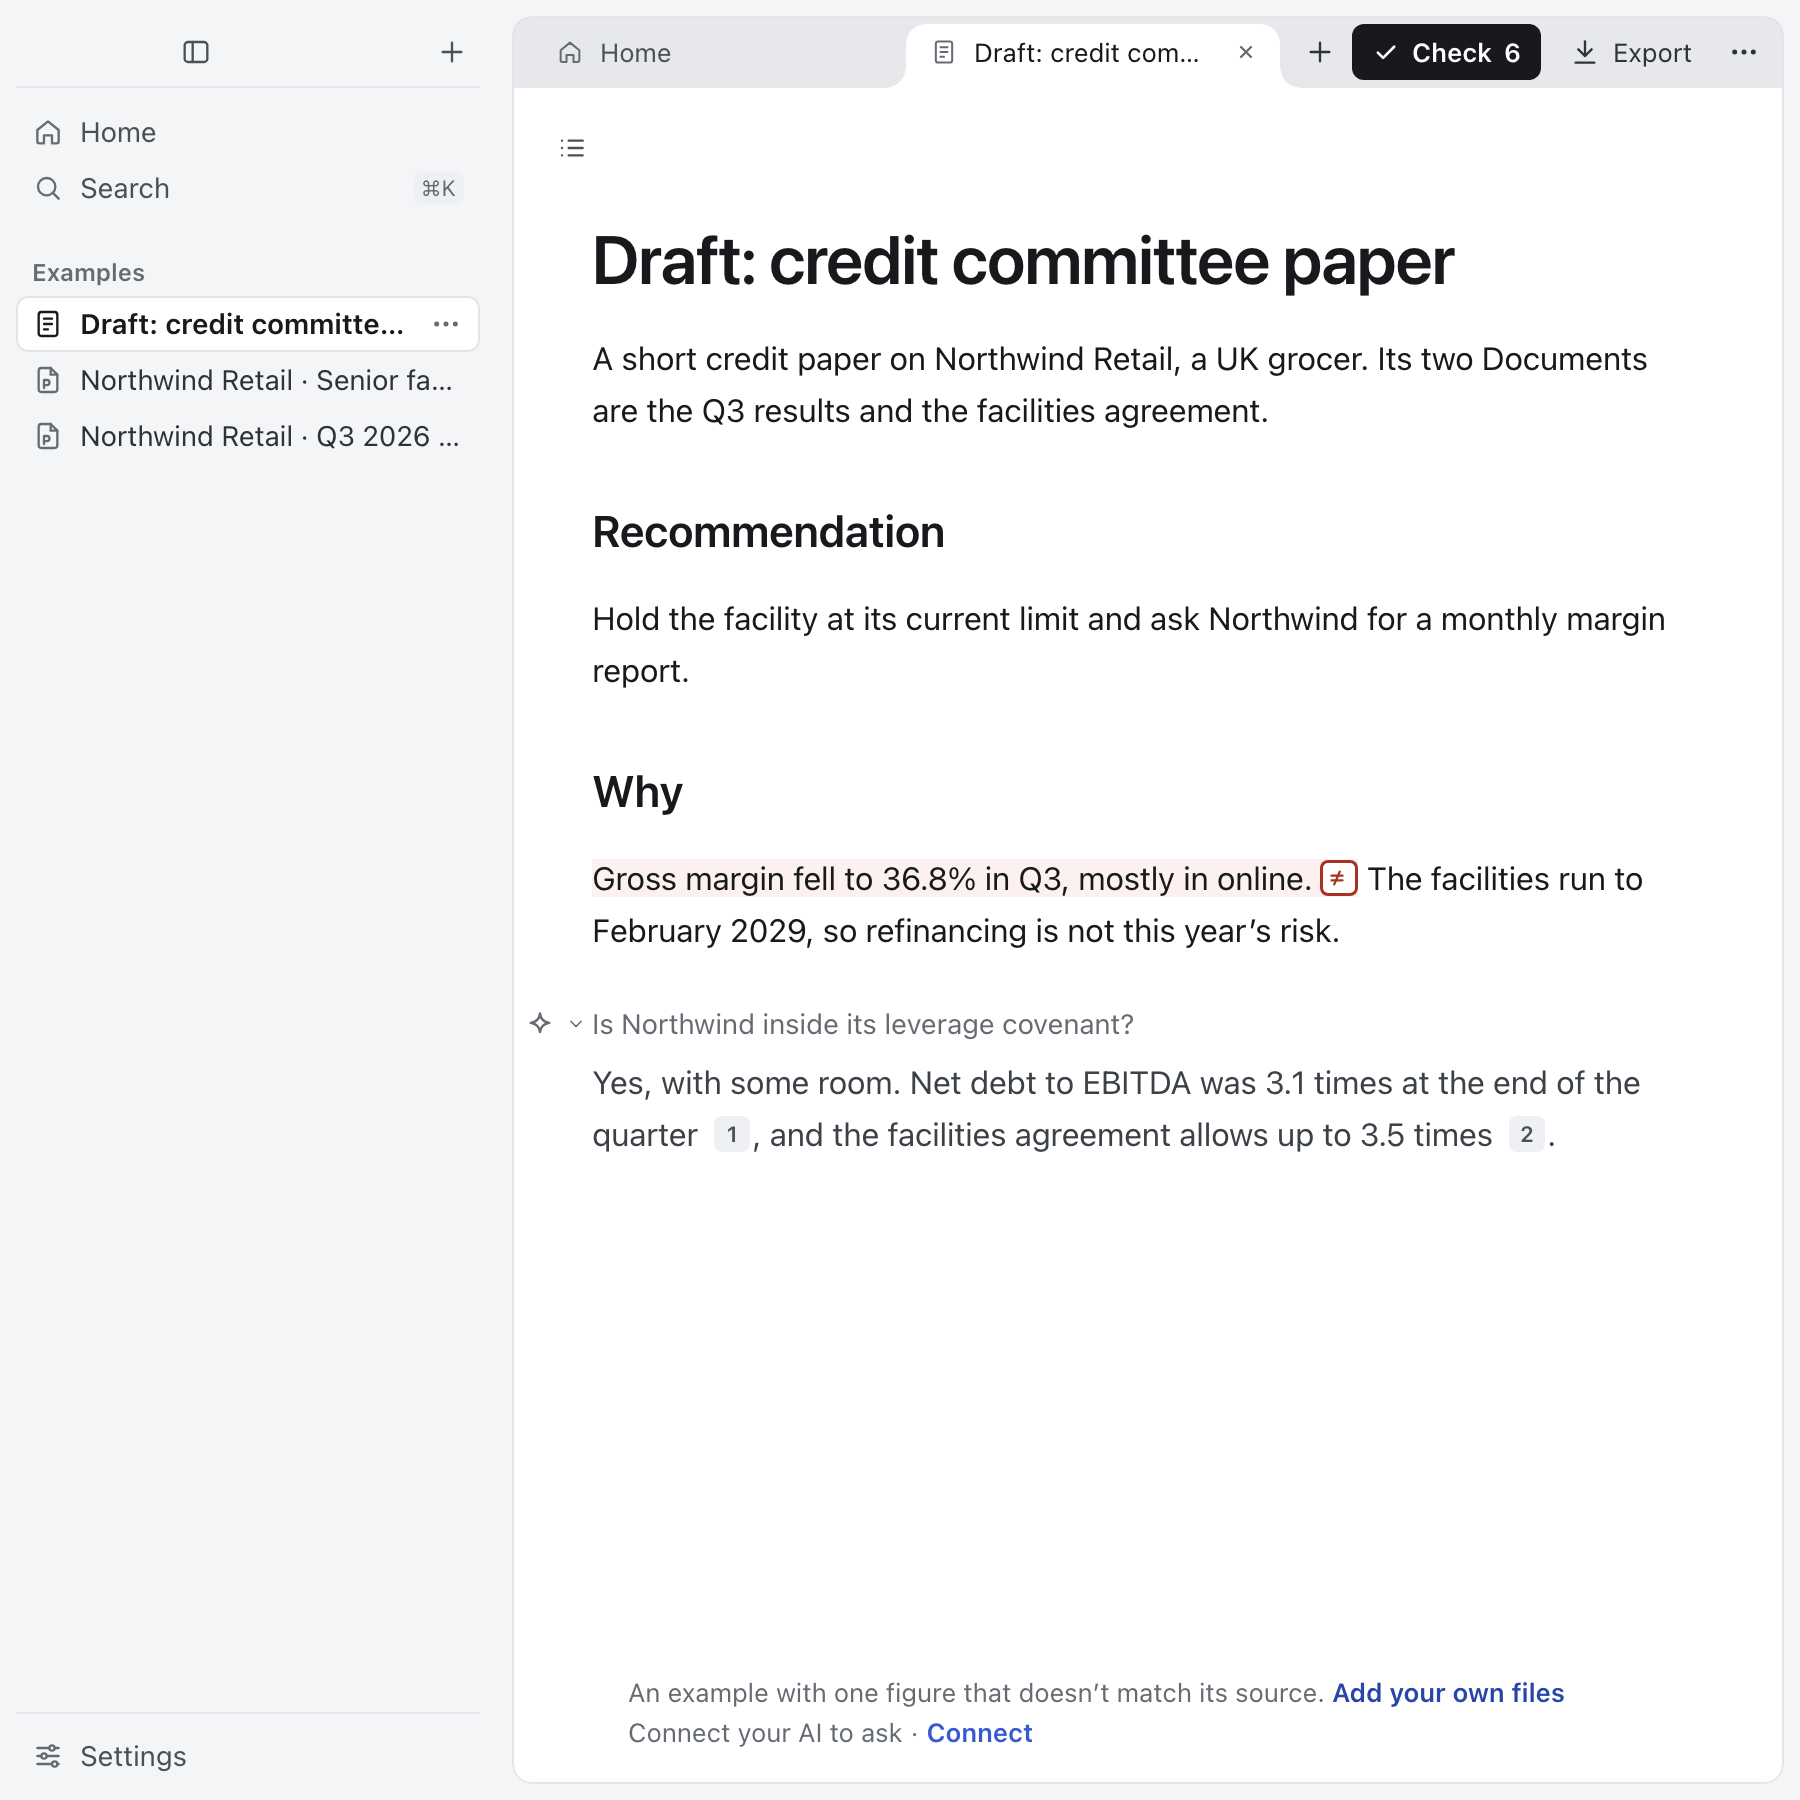 Home
Search
⌘K
Examples
Draft: credit committe...
Northwind Retail · Senior fa...
Northwind Retail · Q3 2026 ...
Settings
Home
Draft: credit com...
Check 6
Export
Draft: credit committee paper
A short credit paper on Northwind Retail, a UK grocer. Its two Documents
are the Q3 results and the facilities agreement.
Recommendation
Hold the facility at its current limit and ask Northwind for a monthly margin
report.
Why
Gross margin fell to 36.8% in Q3, mostly in online. ≠ The facilities run to
February 2029, so refinancing is not this year’s risk.
Is Northwind inside its leverage covenant?
Yes, with some room. Net debt to EBITDA was 3.1 times at the end of the
quarter 1, and the facilities agreement allows up to 3.5 times 2.
An example with one figure that doesn’t match its source. Add your own files
Connect your AI to ask · Connect